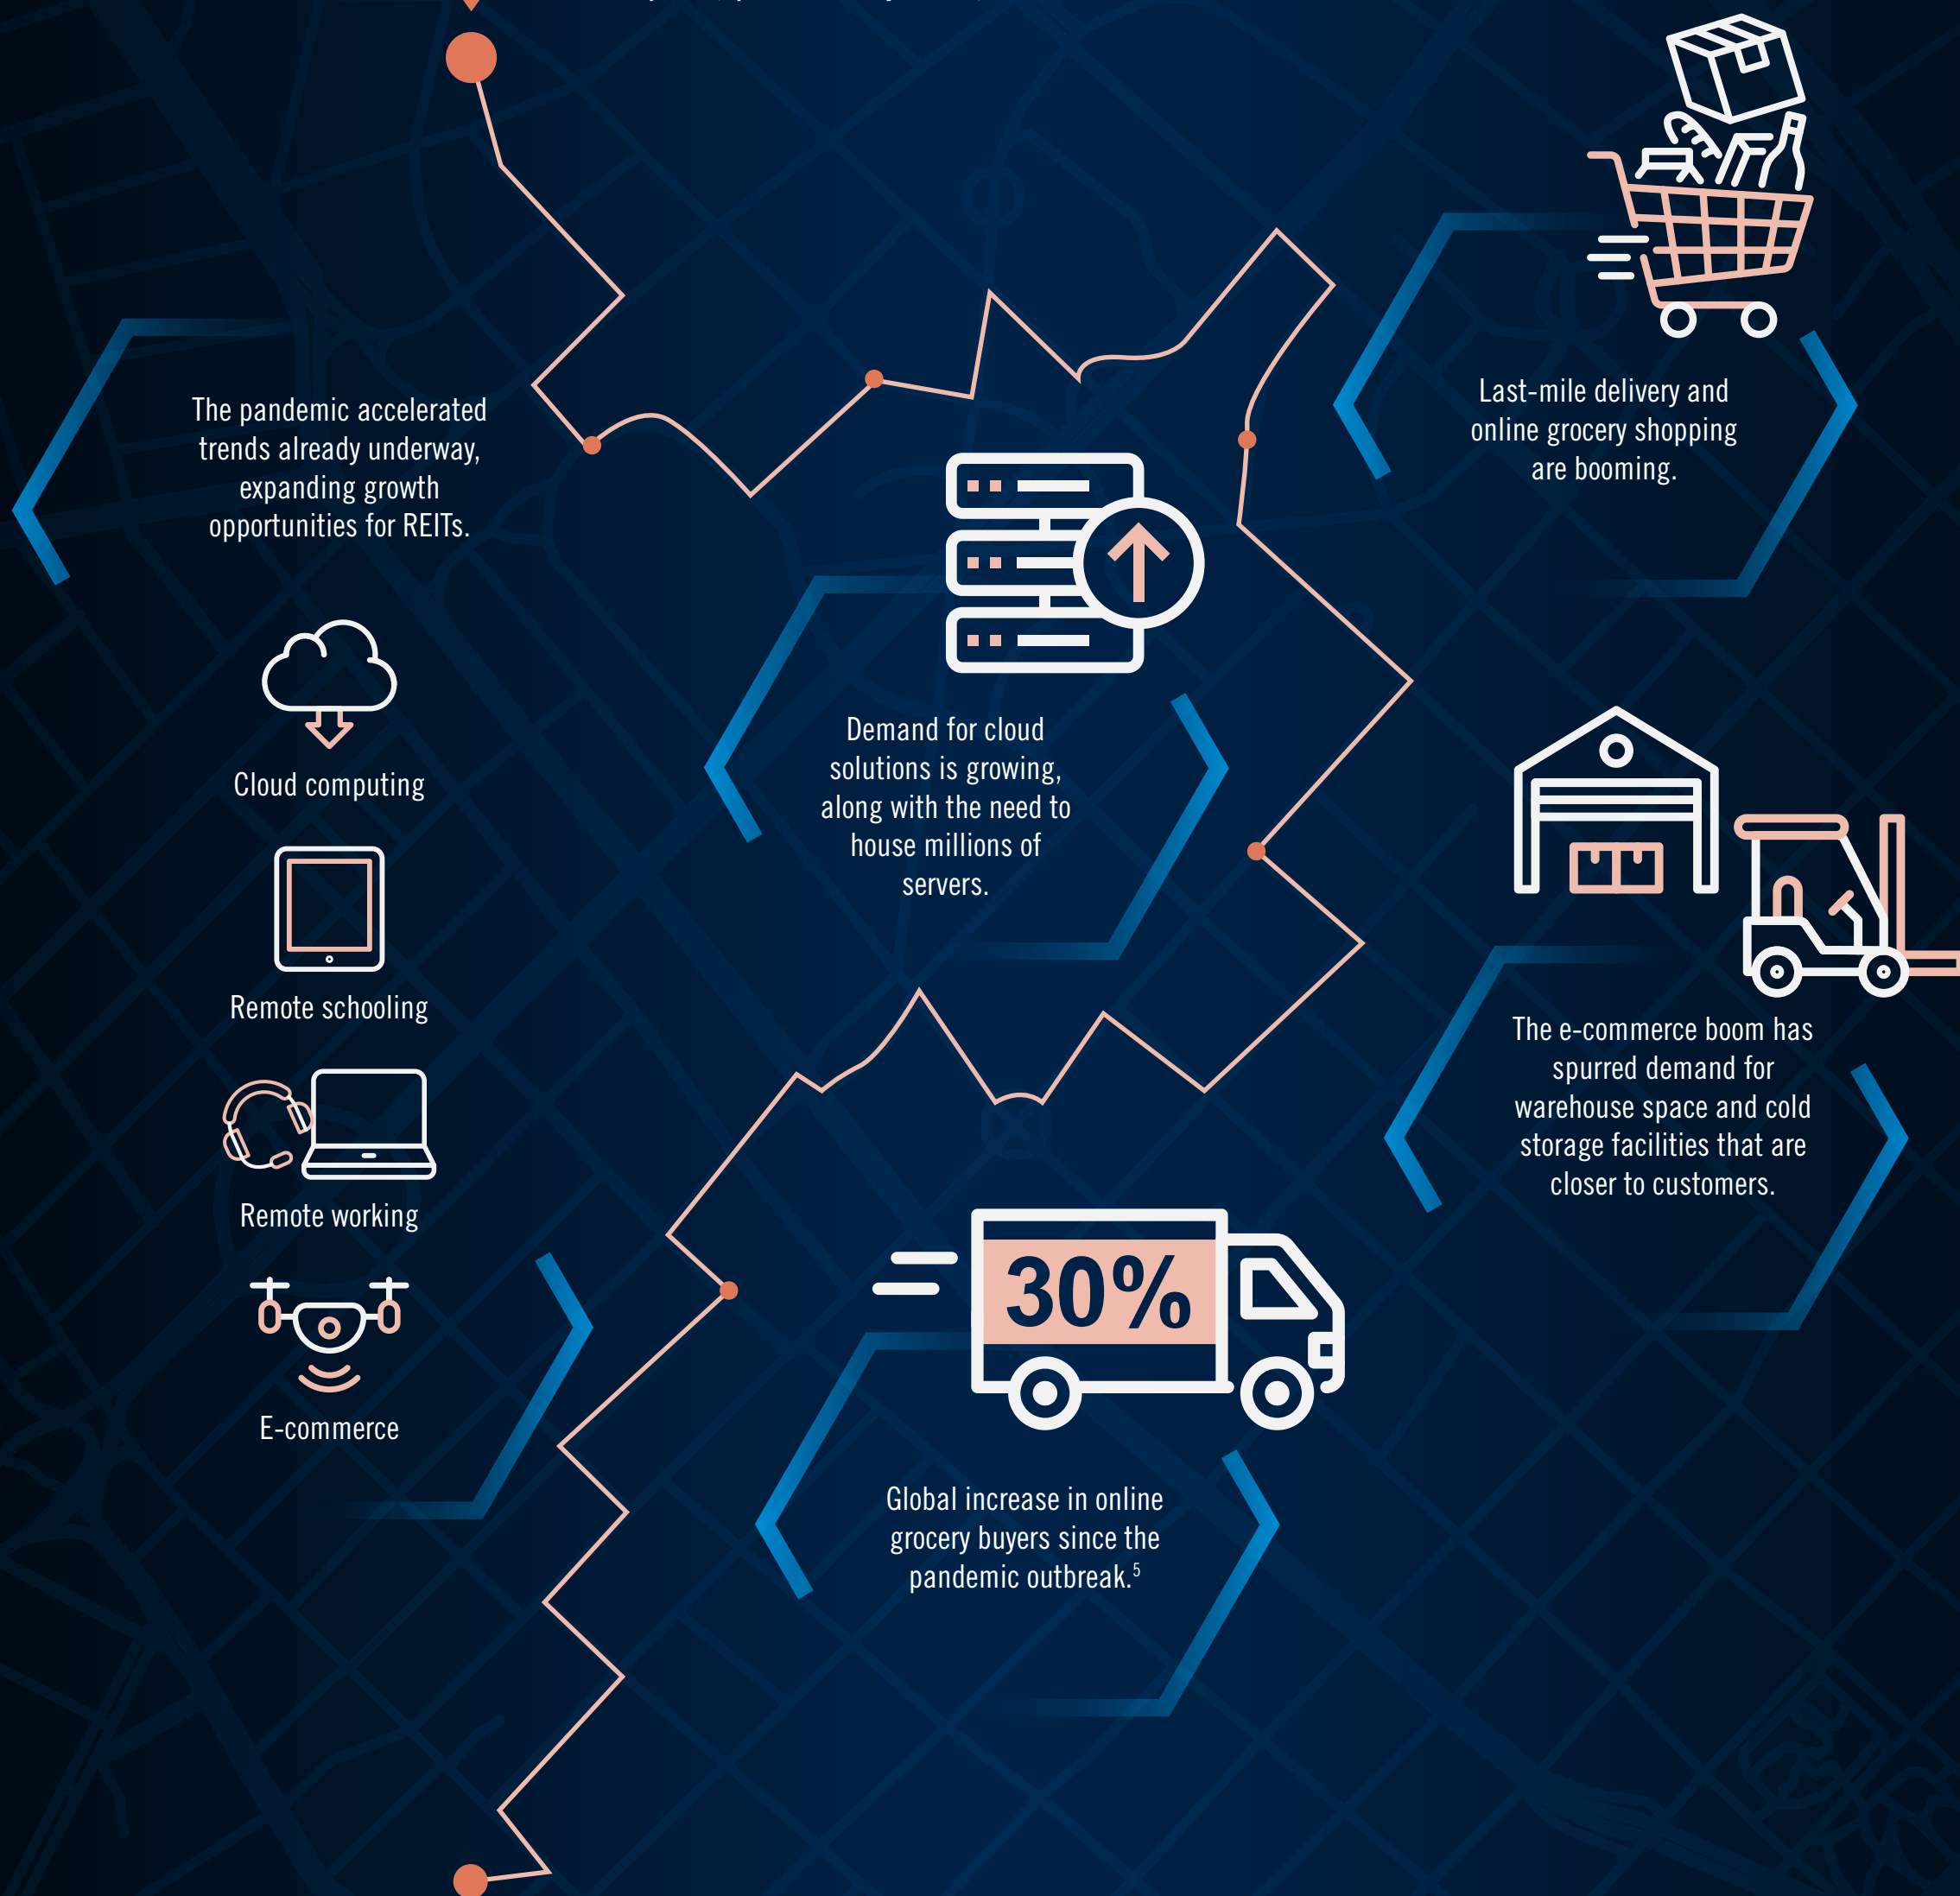 The pandemic accelerated
trends already underway,
expanding growth
opportunities for REITs.
Cloud computing
Remote schooling
Remote working
E-commerce
Demand for cloud
solutions is growing,
along with the need to
house millions of
servers.
Last-mile delivery and
online grocery shopping
are booming.
The e-commerce boom has
spurred demand for
warehouse space and cold
storage facilities that are
closer to customers.
30%
Global increase in online
grocery buyers since the
pandemic outbreak.5